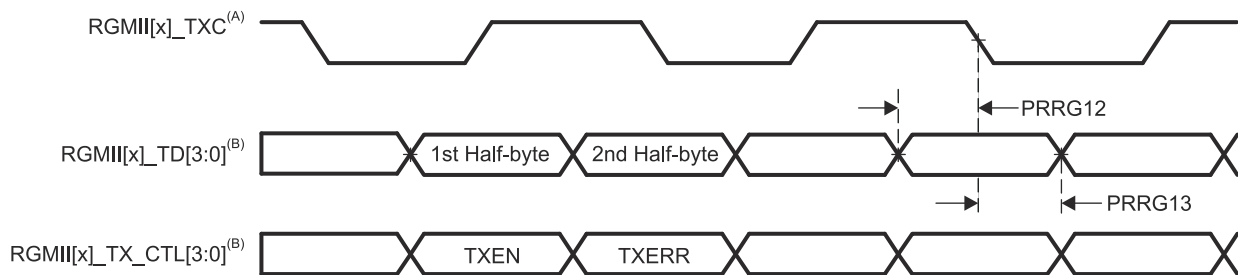 RGMII[x]_TXC(A)
PRRG12
RGMII[x]_TD[3:0](B) 1st Half-byte 2nd Half-byte
PRRG13
RGMII[x]_TX_CTL[3:0](B) TXEN TXERR